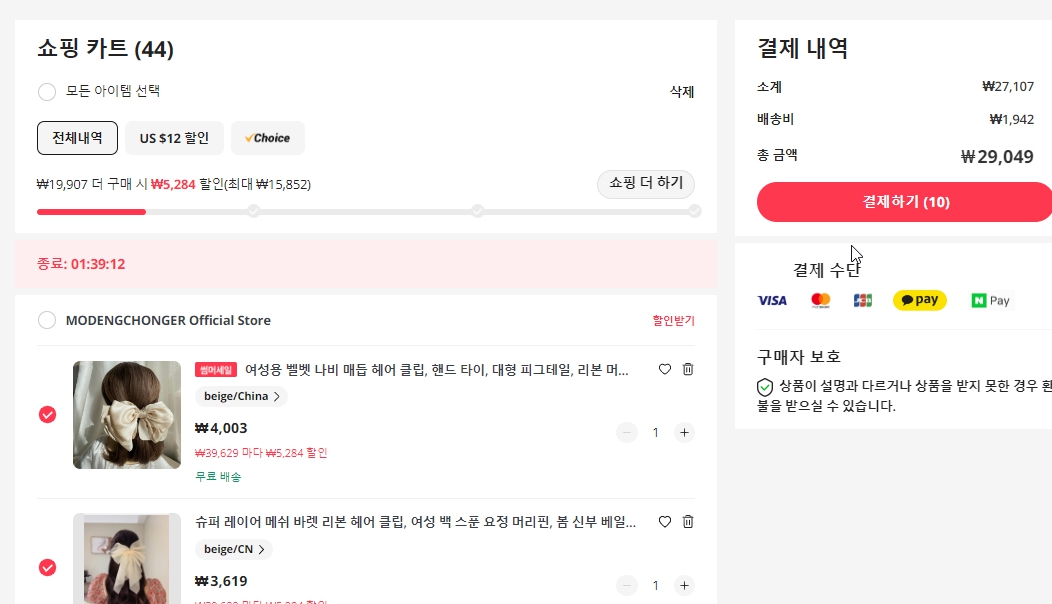 쇼핑 카트 (44)
모든 아이템 선택
삭제
전체내역
US $12 할인
Choice
₩19,907 더 구매 시 ₩5,284 할인(최대 ₩15,852)
쇼핑 더 하기
종료: 01:39:12
MODENGCHONGER Official Store
할인받기
썸머세일 여성용 벨벳 나비 매듭 헤어 클립, 핸드 타이, 대형 피그테일, 리본 머...
beige/China
₩4,003
1
₩39,629 마다 ₩5,284 할인
무료 배송
슈퍼 레이어 메쉬 바렛 리본 헤어 클립, 여성 백 스푼 요정 머리핀, 봄 신부 베일...
beige/CN
₩3,619
1
결제 내역
소계
₩27,107
배송비
₩1,942
총 금액
₩29,049
결제하기 (10)
결제 수단
VISA
JCB
pay
N Pay
구매자 보호
상품이 설명과 다르거나 상품을 받지 못한 경우 환
불을 받으실 수 있습니다.